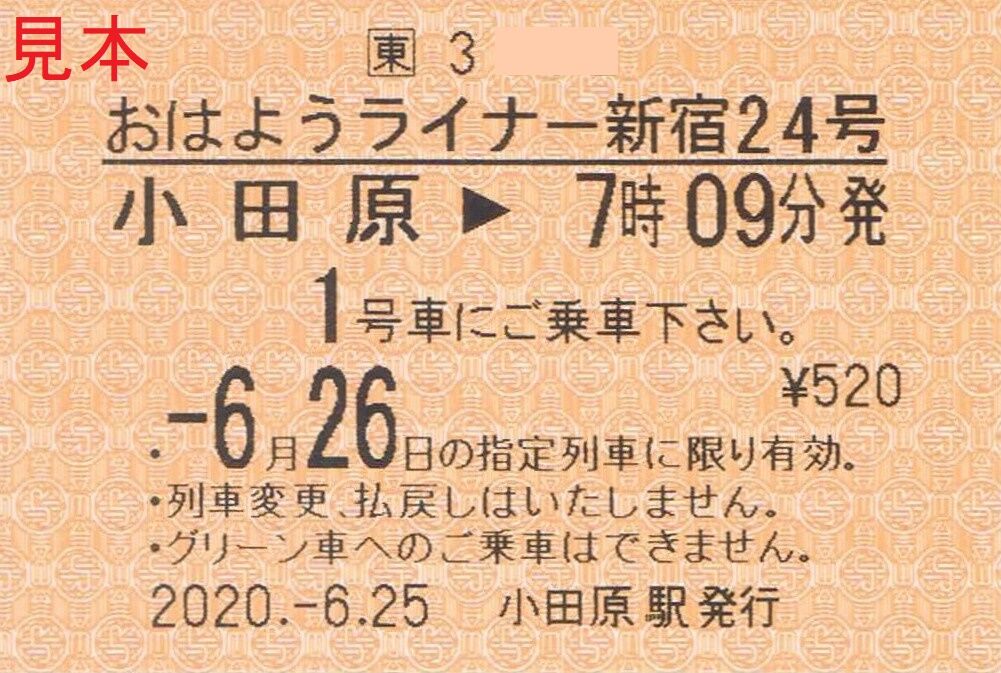 見本
東 3
おはようライナー新宿24号
小田原▶ 7時09分発
1号車にご乗車下さい。
¥520
・-6月26日の指定列車に限り有効。
・列車変更、払戻しはいたしません。
・グリーン車へのご乗車はできません。
2020.-6.25 小田原駅発行